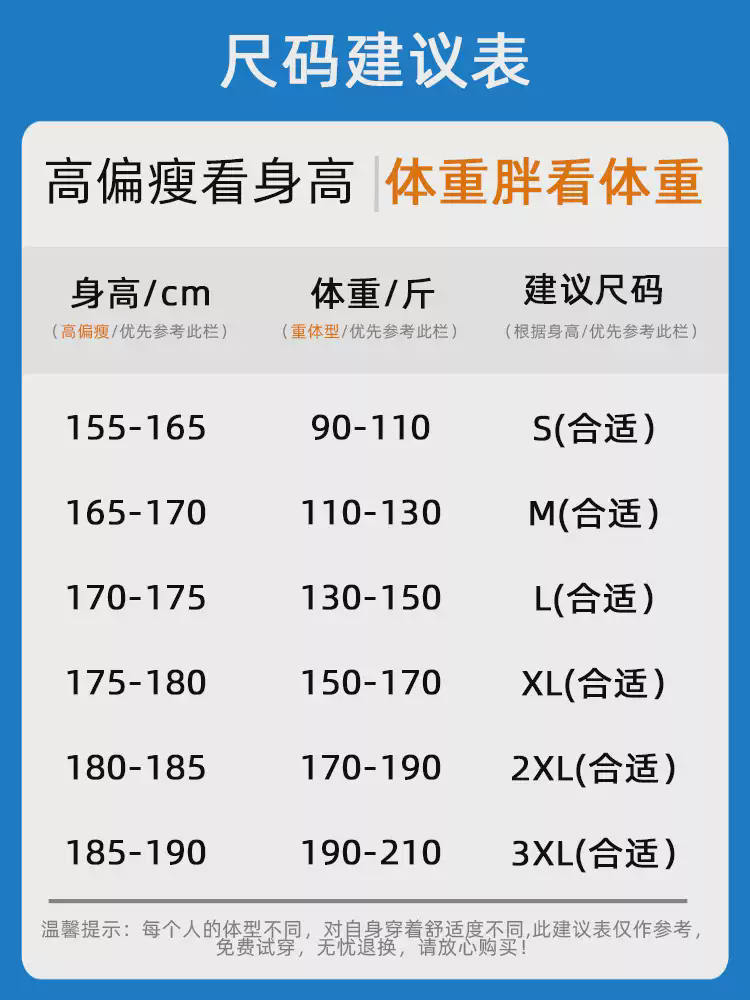 尺码建议表
高偏瘦看身高 | 体重胖看体重
身高/cm 体重/斤 建议尺码
（高偏瘦/优先参考此栏） （重体型/优先参考此栏） （根据身高/优先参考此栏）
155-165 90-110 S(合适）
165-170 110-130 M(合适）
170-175 130-150 L(合适）
175-180 150-170 XL(合适）
180-185 170-190 2XL(合适）
185-190 190-210 3XL(合适）
温馨提示：每个人的体型不同，对自身穿着舒适度不同,此建议表仅作参考，
免费试穿，无忧退换，请放心购买！